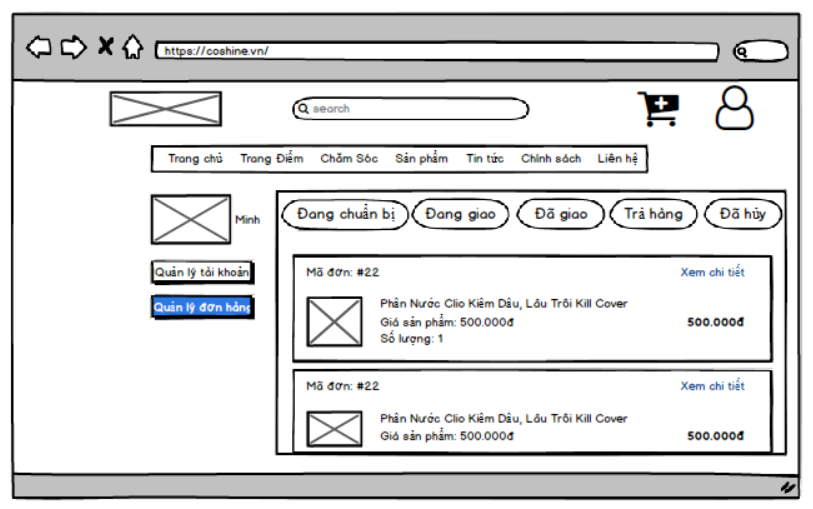 https://coshine.vn/
search
Trang chủ Trang Điểm Chăm Sóc Sản phẩm Tin tức Chính sách Liên hệ
Minh
Quản lý tài khoản
Quản lý đơn hàng
Đang chuẩn bị Đang giao Đã giao Trả hàng Đã hủy
Mã đơn: #22 Xem chi tiết
Phấn Nước Clio Kiềm Dầu, Lâu Trôi Kill Cover
Giá sản phẩm: 500.000đ 500.000đ
Số lượng: 1
Mã đơn: #22 Xem chi tiết
Phấn Nước Clio Kiềm Dầu, Lâu Trôi Kill Cover
Giá sản phẩm: 500.000đ 500.000đ